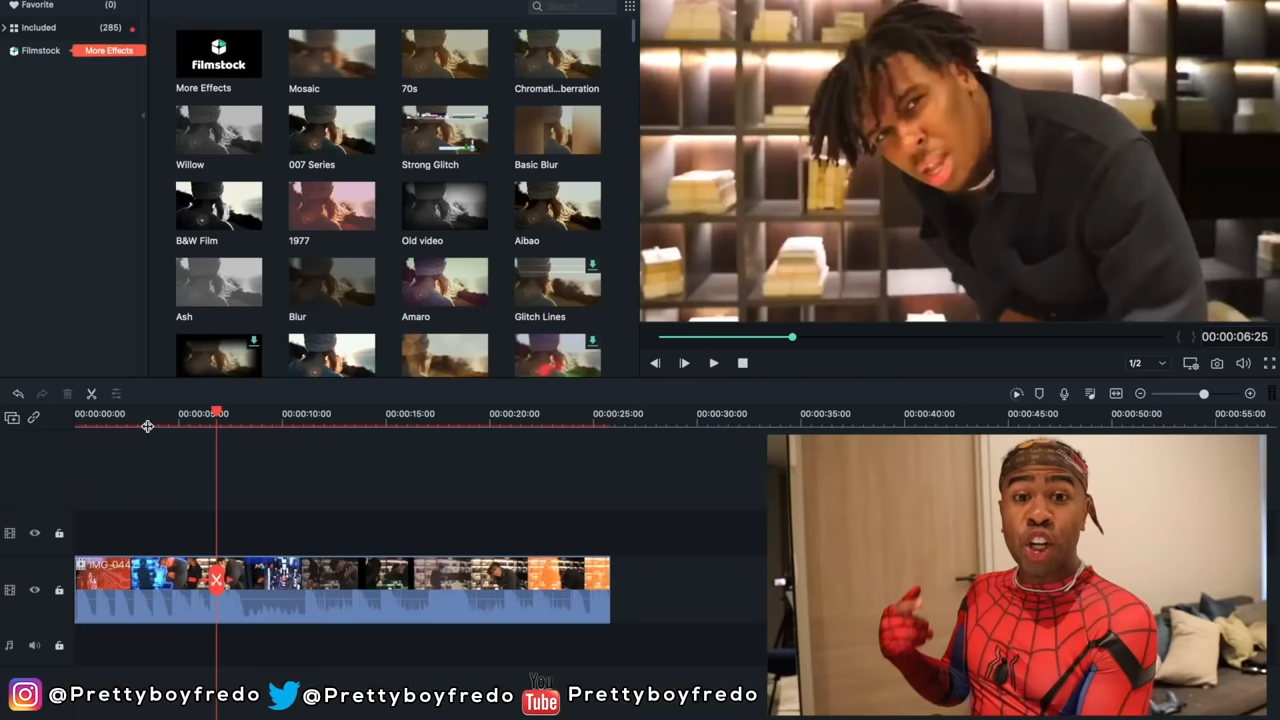 Favorite (0)
Included (285)
Filmstock More Effects
Search
filmstock
More Effects Mosaic 70s Chromati...berration
Willow 007 Series Strong Glitch Basic Blur
B&W Film 1977 Old video Aibao
Ash Blur Amaro Glitch Lines
00:00:06:25
1/2
00:00:00:00 00:00:05:00 00:00:10:00 00:00:15:00 00:00:20:00 00:00:25:00 00:00:30:00 00:00:35:00 00:00:40:00 00:00:45:00 00:00:50:00 00:00:55:00
IMG_044
@Prettyboyfredo @Prettyboyfredo You Tube Prettyboyfredo